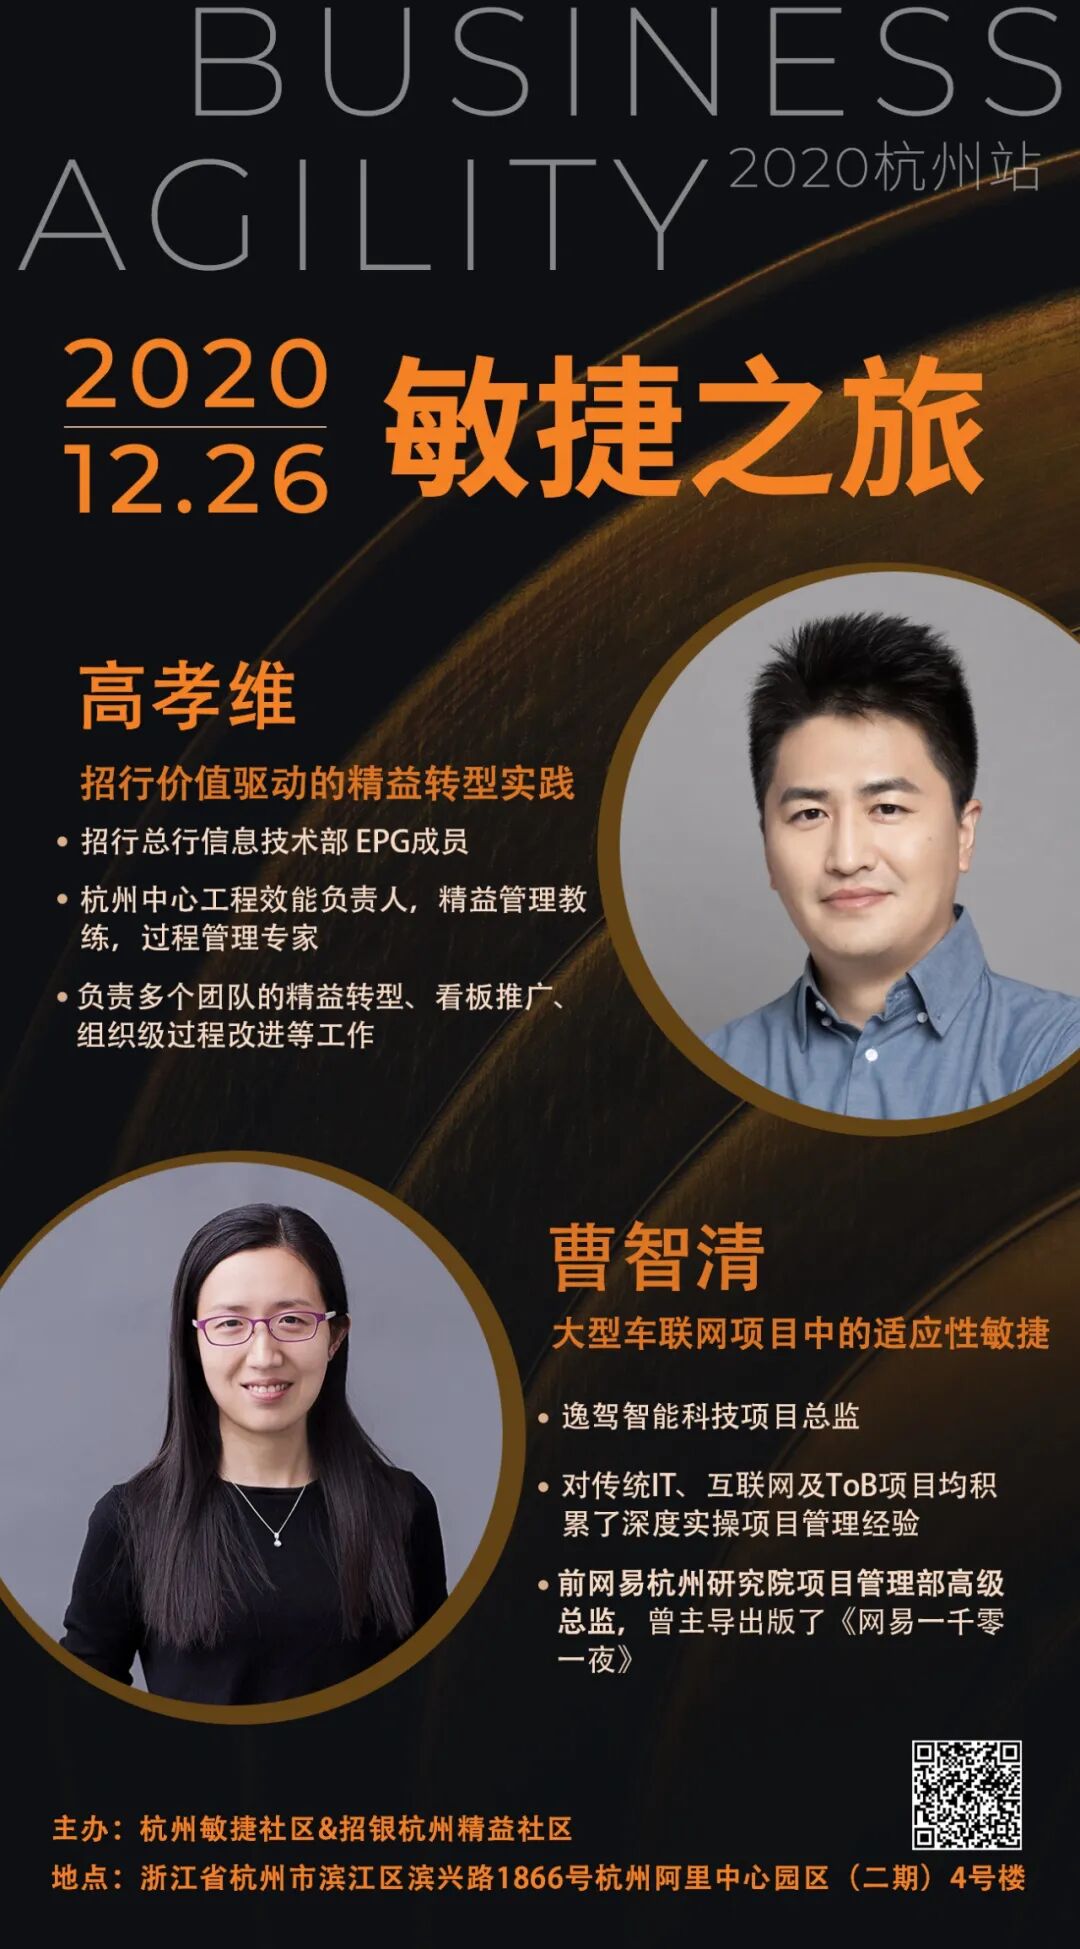 BUSINESS
AGILITY
2020杭州站
2020
12.26
敏捷之旅
高孝维
招行价值驱动的精益转型实践
• 招行总行信息技术部 EPG成员
• 杭州中心工程效能负责人，精益管理教
练，过程管理专家
• 负责多个团队的精益转型、看板推广、
组织级过程改进等工作
曹智清
大型车联网项目中的适应性敏捷
• 逸驾智能科技项目总监
• 对传统IT、互联网及ToB项目均积
累了深度实操项目管理经验
• 前网易杭州研究院项目管理部高级
总监，曾主导出版了《网易一千零
一夜》
主办：杭州敏捷社区&招银杭州精益社区
地点：浙江省杭州市滨江区滨兴路1866号杭州阿里中心园区（二期）4号楼